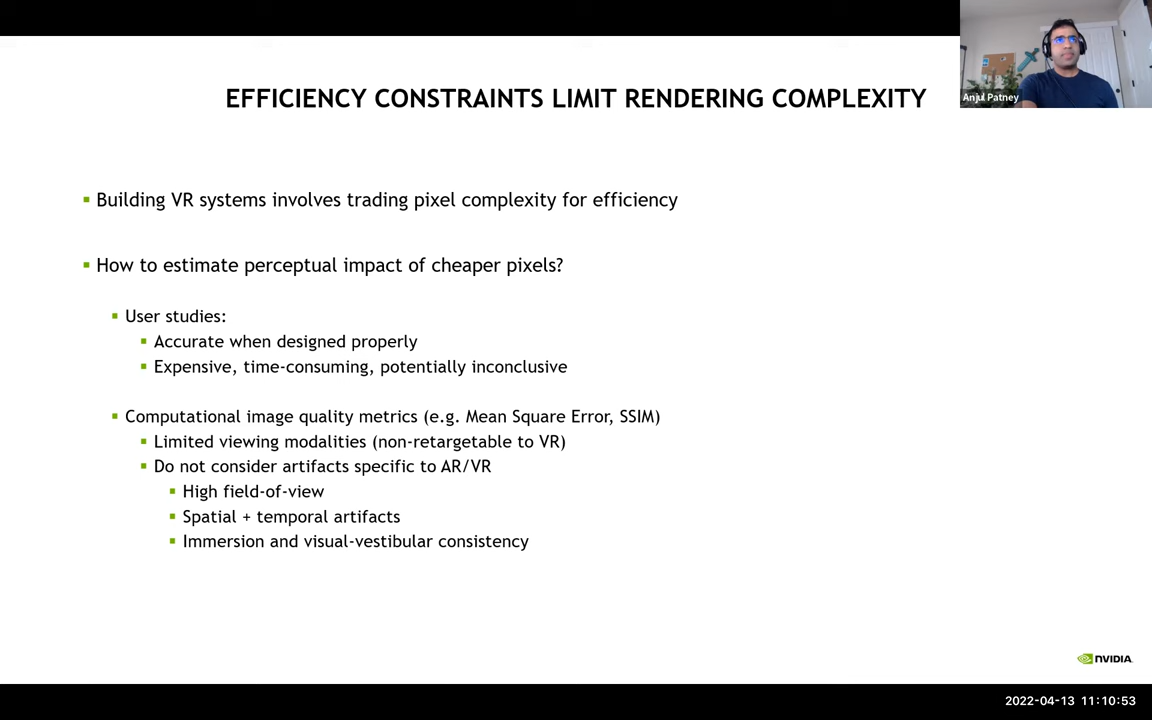 EFFICIENCY CONSTRAINTS LIMIT RENDERING COMPLEXITY
Anjul Patney
▪ Building VR systems involves trading pixel complexity for efficiency
▪ How to estimate perceptual impact of cheaper pixels?
▪ User studies:
▪ Accurate when designed properly
▪ Expensive, time-consuming, potentially inconclusive
▪ Computational image quality metrics (e.g. Mean Square Error, SSIM)
▪ Limited viewing modalities (non-retargetable to VR)
▪ Do not consider artifacts specific to AR/VR
▪ High field-of-view
▪ Spatial + temporal artifacts
▪ Immersion and visual-vestibular consistency
NVIDIA.
2022-04-13 11:10:53